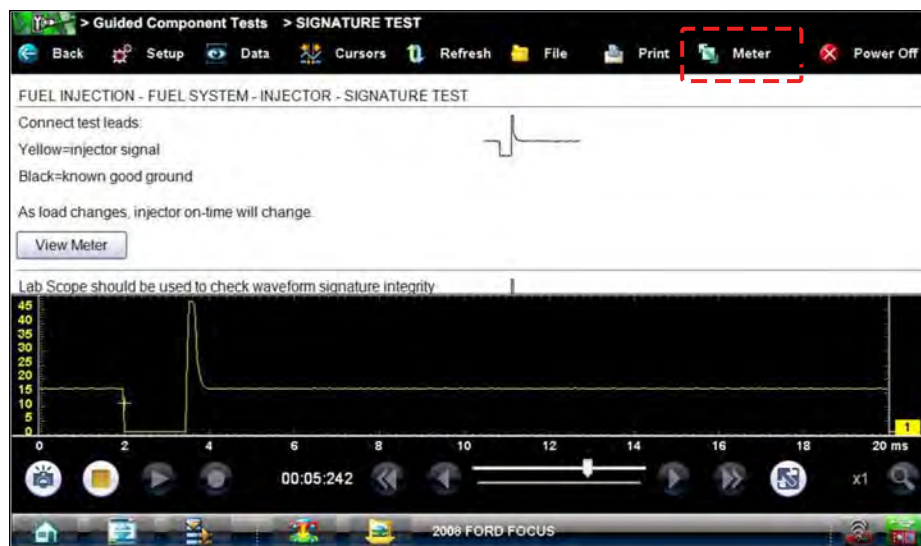 > Guided Component Tests > SIGNATURE TEST
Back Setup Data Cursors Refresh File Print Meter Power Off
FUEL INJECTION - FUEL SYSTEM - INJECTOR - SIGNATURE TEST
Connect test leads:
Yellow=injector signal
Black=known good ground
As load changes, injector on-time will change.
View Meter
Lab Scope should be used to check waveform signature integrity
45
40
35
30
25
20
15
10
5
0
1
0 2 4 6 8 10 12 14 16 18 20 ms
00:05:242 x1
2008 FORD FOCUS